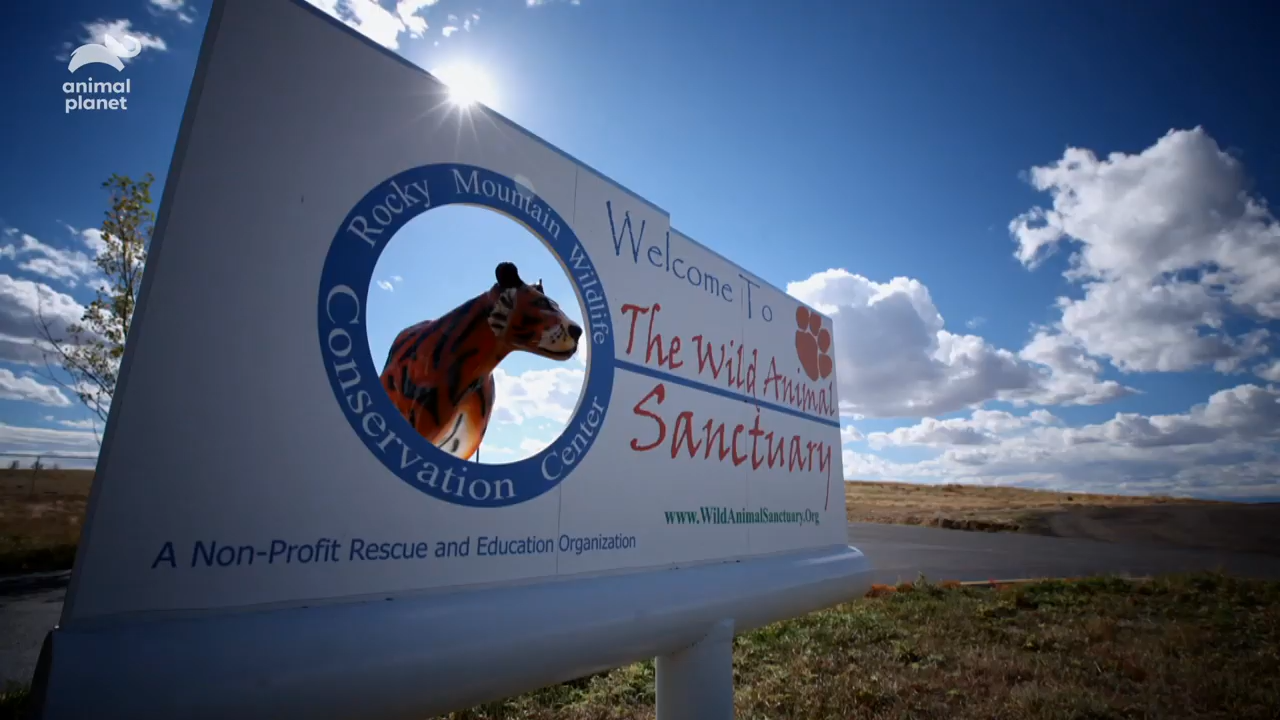 animal
planet
Rocky Mountain Wildlife
Conservation Center
Welcome To
The Wild Animal
Sanctuary
www.WildAnimalSanctuary.Org
A Non-Profit Rescue and Education Organization